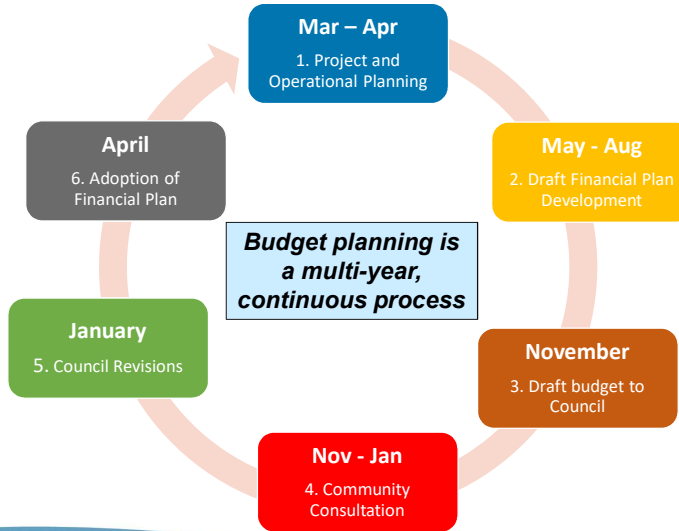 Mar – Apr
1. Project and
Operational Planning
May - Aug
2. Draft Financial Plan
Development
November
3. Draft budget to
Council
Nov - Jan
4. Community
Consultation
January
5. Council Revisions
April
6. Adoption of
Financial Plan
Budget planning is
a multi-year,
continuous process